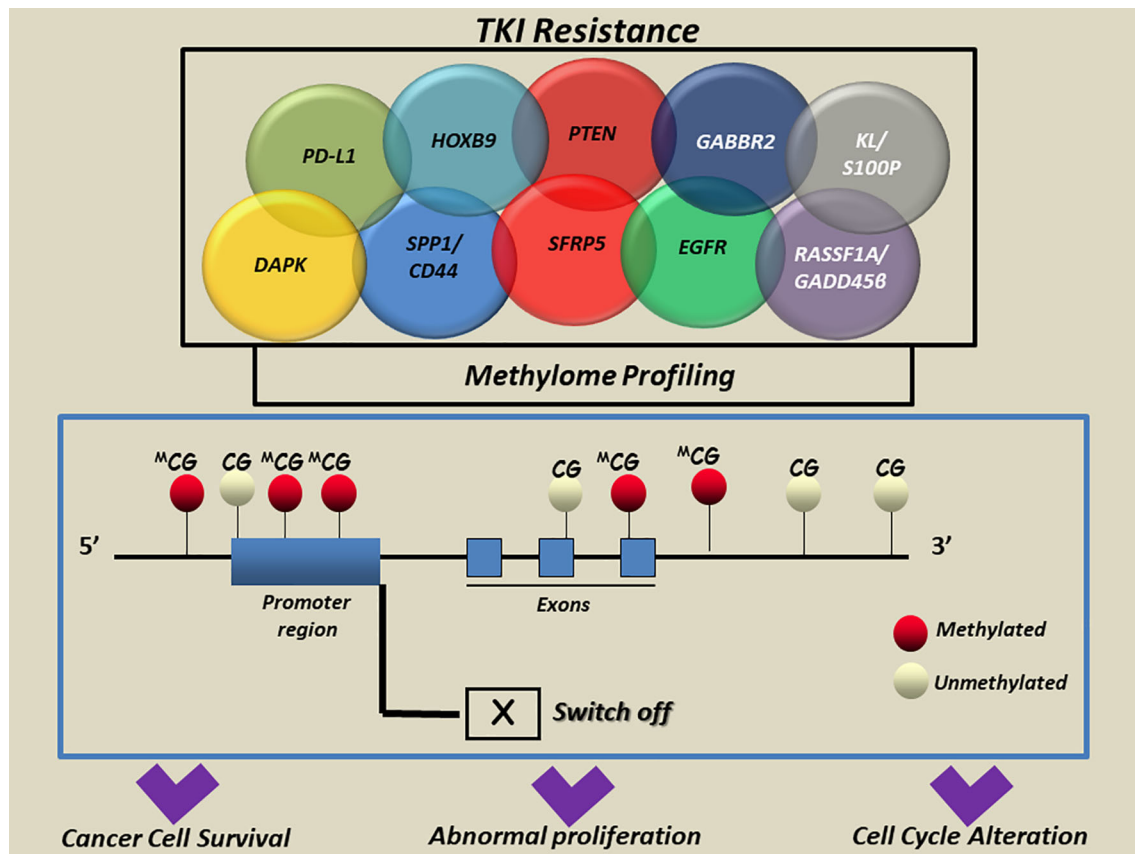 TKI Resistance
PD-L1
HOXB9
PTEN
GABBR2
KL/
S100P
DAPK
SPP1/
CD44
SFRP5
EGFR
RASSF1A/
GADD45β
Methylome Profiling
ᴹCG CG ᴹCG ᴹCG CG ᴹCG ᴹCG CG CG
5’ 3’
Promoter
region
Exons
Methylated
Unmethylated
X Switch off
Cancer Cell Survival
Abnormal proliferation
Cell Cycle Alteration